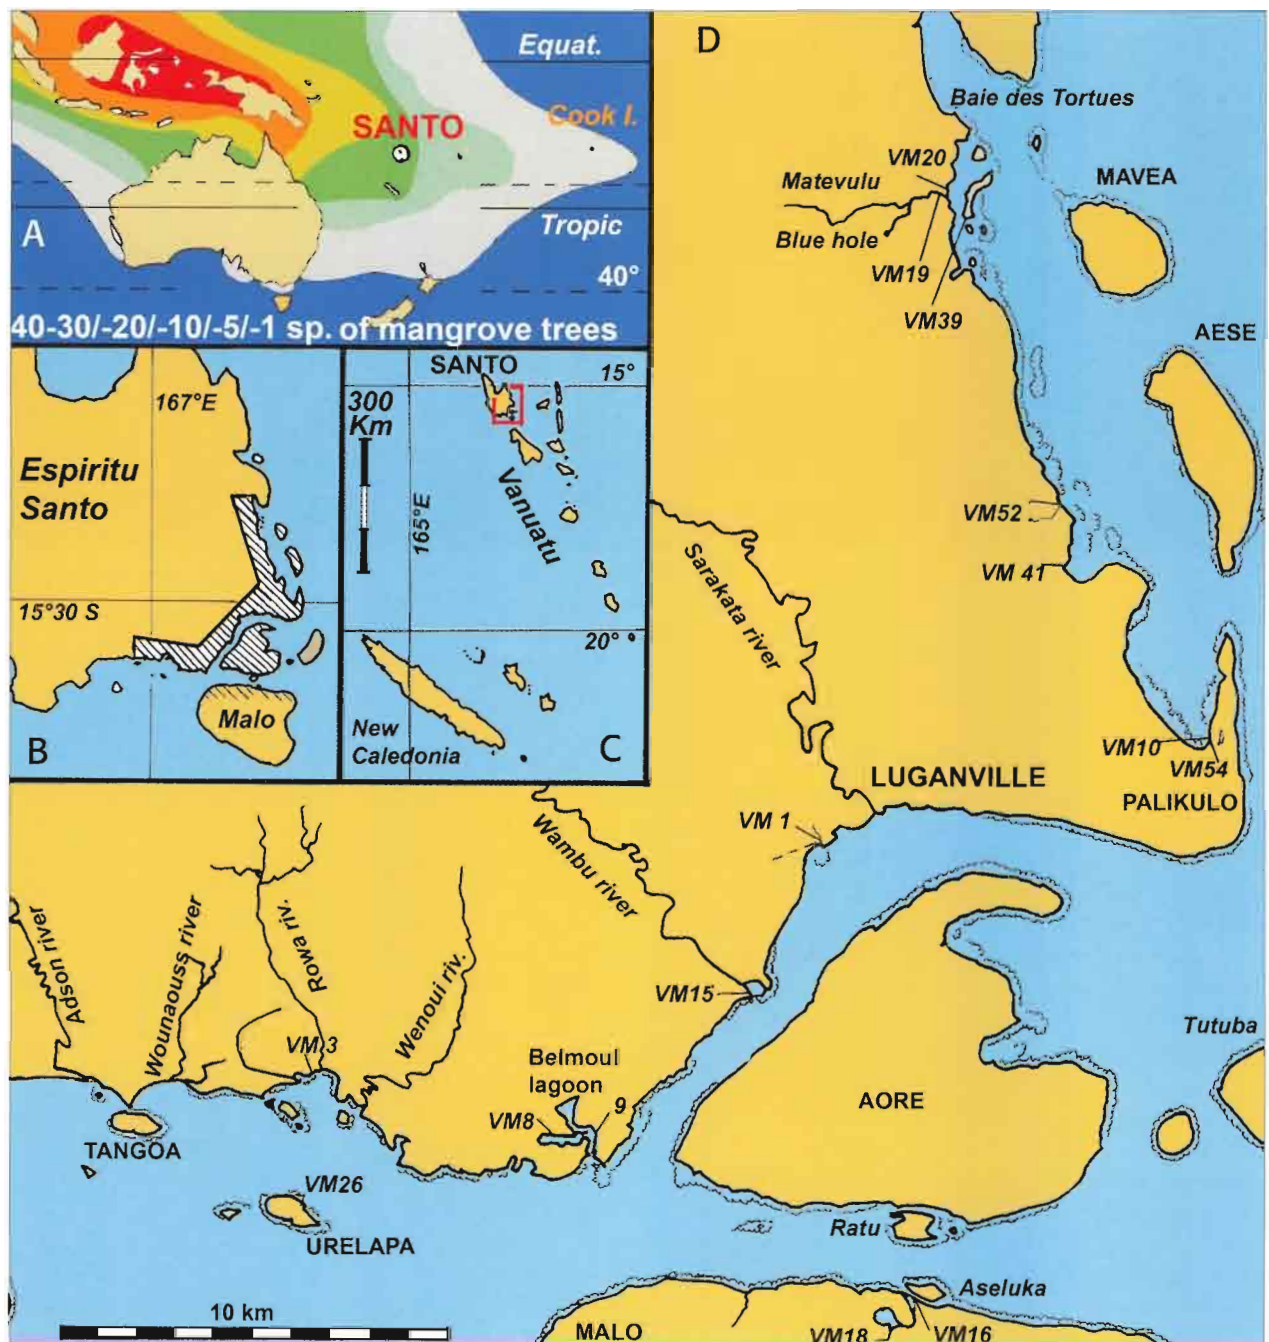 Equat.
Cook I.
SANTO
A
Tropic
40°
40-30/-20/-10/-5/-1 sp. of mangrove trees
167°E
Espiritu
Santo
15°30 S
Malo
B
SANTO
15°
300
Km
165°E
Vanuatu
20°
New
Caledonia
C
D
Baie des Tortues
VM20
MAVEA
Matevulu
Blue hole
VM19
VM39
AESE
VM52
VM 41
Sarakata river
VM10
VM54
LUGANVILLE
PALIKULO
VM 1
Wambu river
Adson river
Wounaouss river
Rowa riv.
Wenoui riv.
VM15
Tutuba
VM3
Belmoul
lagoon
9
VM8
AORE
TANGOA
VM26
Ratu
URELAPA
Aseluka
10 km
MALO
VM18
VM16